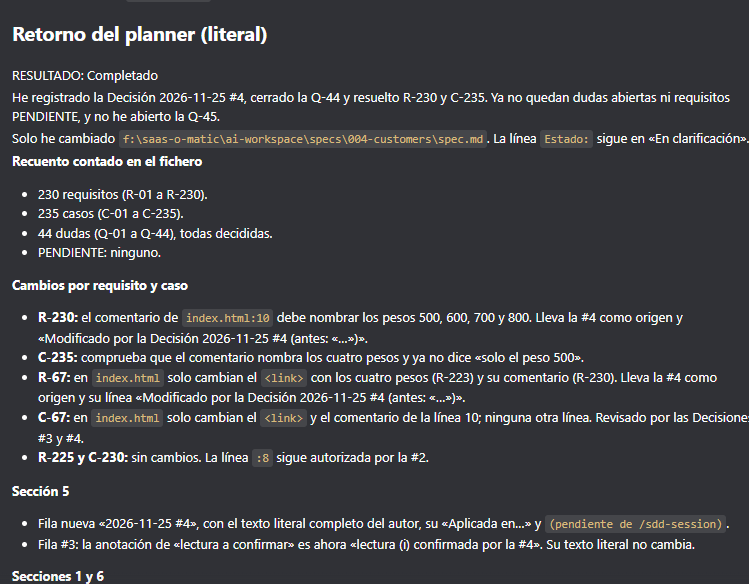 Retorno del planner (literal)
RESULTADO: Completado
He registrado la Decisión 2026-11-25 #4, cerrado la Q-44 y resuelto R-230 y C-235. Ya no quedan dudas abiertas ni requisitos
PENDIENTE, y no he abierto la Q-45.
Solo he cambiado f:\saas-o-matic\ai-workspace\specs\004-customers\spec.md. La línea Estado: sigue en «En clarificación».
Recuento contado en el fichero
• 230 requisitos (R-01 a R-230).
• 235 casos (C-01 a C-235).
• 44 dudas (Q-01 a Q-44), todas decididas.
• PENDIENTE: ninguno.
Cambios por requisito y caso
• R-230: el comentario de index.html:10 debe nombrar los pesos 500, 600, 700 y 800. Lleva la #4 como origen y
«Modificado por la Decisión 2026-11-25 #4 (antes: «...»)».
• C-235: comprueba que el comentario nombra los cuatro pesos y ya no dice «solo el peso 500».
• R-67: en index.html solo cambian el <link> con los cuatro pesos (R-223) y su comentario (R-230). Lleva la #4 como
origen y su línea «Modificado por la Decisión 2026-11-25 #4 (antes: «...»)».
• C-67: en index.html solo cambian el <link> y el comentario de la línea 10; ninguna otra línea. Revisado por las Decisione
#3 y #4.
• R-225 y C-230: sin cambios. La línea :8 sigue autorizada por la #2.
Sección 5
• Fila nueva «2026-11-25 #4», con el texto literal completo del autor, su «Aplicada en...» y (pendiente de /sdd-session).
• Fila #3: la anotación de «lectura a confirmar» es ahora «lectura (i) confirmada por la #4». Su texto literal no cambia.
Secciones 1 y 6